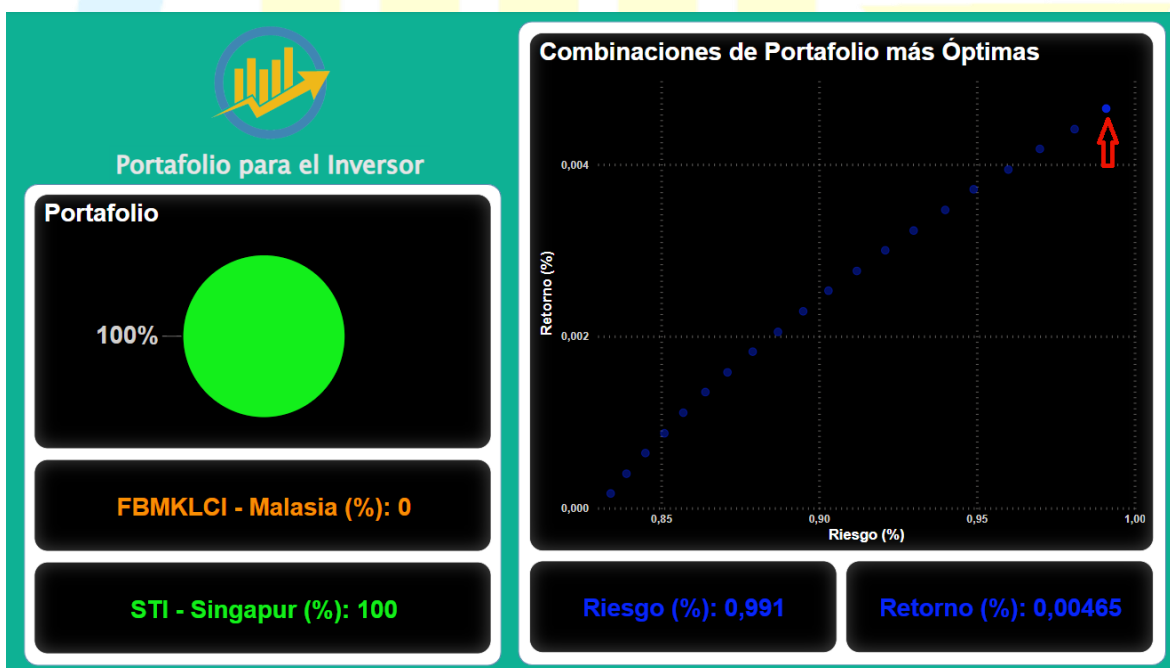 Portafolio para el Inversor
Portafolio
100%
FBMKLCI - Malasia (%): 0
STI - Singapur (%): 100
Combinaciones de Portafolio más Óptimas
Retorno (%)
0,004
0,002
0,000
0,85
0,90
0,95
1,00
Riesgo (%)
Riesgo (%): 0,991
Retorno (%): 0,00465